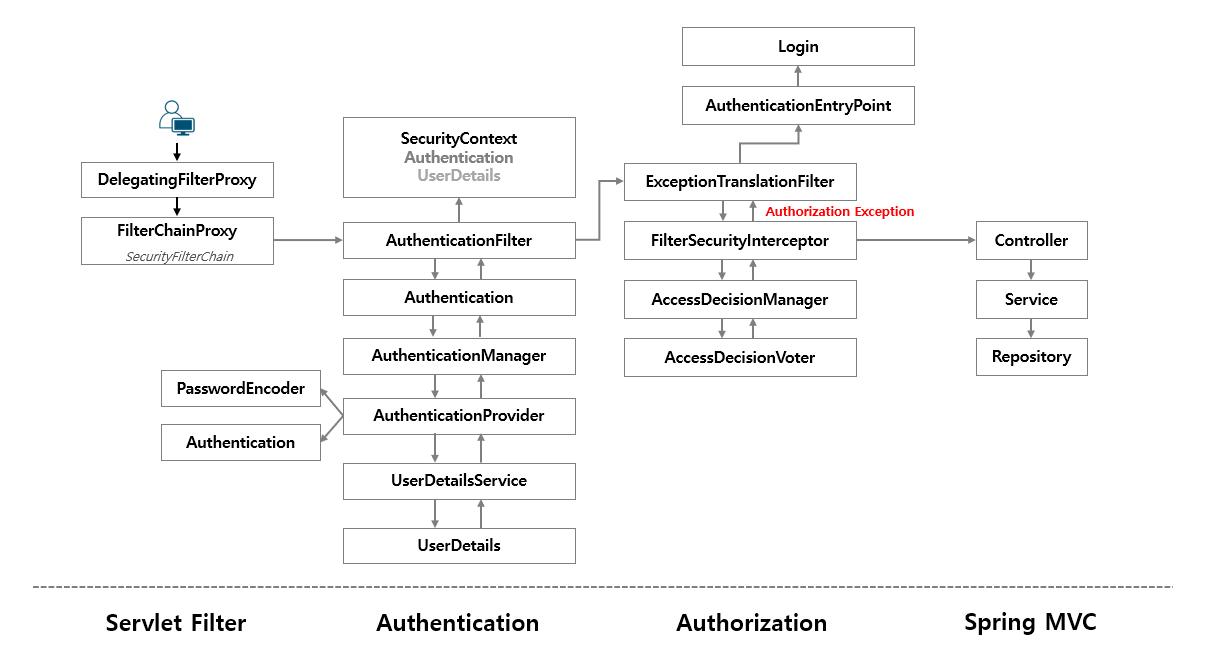 DelegatingFilterProxy
FilterChainProxy
SecurityFilterChain
SecurityContext
Authentication
UserDetails
AuthenticationFilter
Authentication
AuthenticationManager
AuthenticationProvider
PasswordEncoder
Authentication
UserDetailsService
UserDetails
Login
AuthenticationEntryPoint
ExceptionTranslationFilter
Authorization Exception
FilterSecurityInterceptor
AccessDecisionManager
AccessDecisionVoter
Controller
Service
Repository
Servlet Filter
Authentication
Authorization
Spring MVC